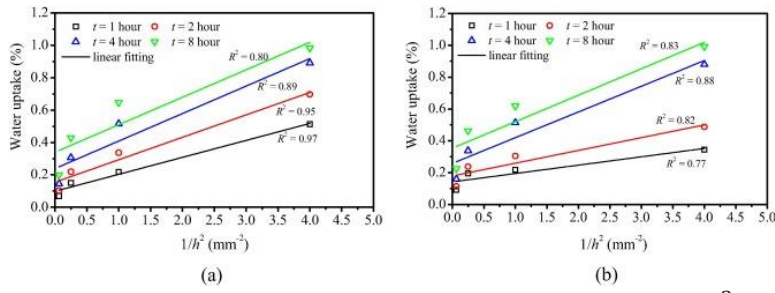 t = 1 hour t = 2 hour
t = 4 hour t = 8 hour
linear fitting
R² = 0.80
R² = 0.89
R² = 0.95
R² = 0.97
Water uptake (%)
1.2
1.0
0.8
0.6
0.4
0.2
0.0
0.0 0.5 1.0 1.5 2.0 2.5 3.0 3.5 4.0 4.5 5.0
1/h² (mm⁻²)
(a)
t = 1 hour t = 2 hour
t = 4 hour t = 8 hour
linear fitting
R² = 0.83
R² = 0.88
R² = 0.82
R² = 0.77
Water uptake (%)
1.2
1.0
0.8
0.6
0.4
0.2
0.0
0.0 0.5 1.0 1.5 2.0 2.5 3.0 3.5 4.0 4.5 5.0
1/h² (mm⁻²)
(b)